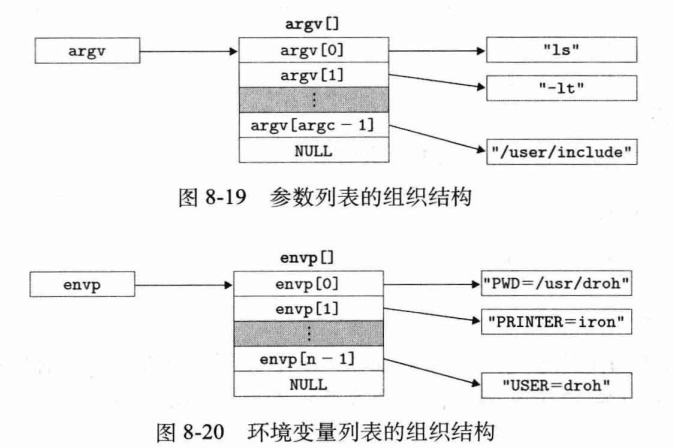 argv[]
argv
argv[0]
"ls"
argv[1]
"-lt"
⋮
argv[argc − 1]
NULL
"/user/include"
图 8-19 参数列表的组织结构
envp[]
envp
envp[0]
"PWD=/usr/droh"
envp[1]
"PRINTER=iron"
⋮
envp[n − 1]
NULL
"USER=droh"
图 8-20 环境变量列表的组织结构